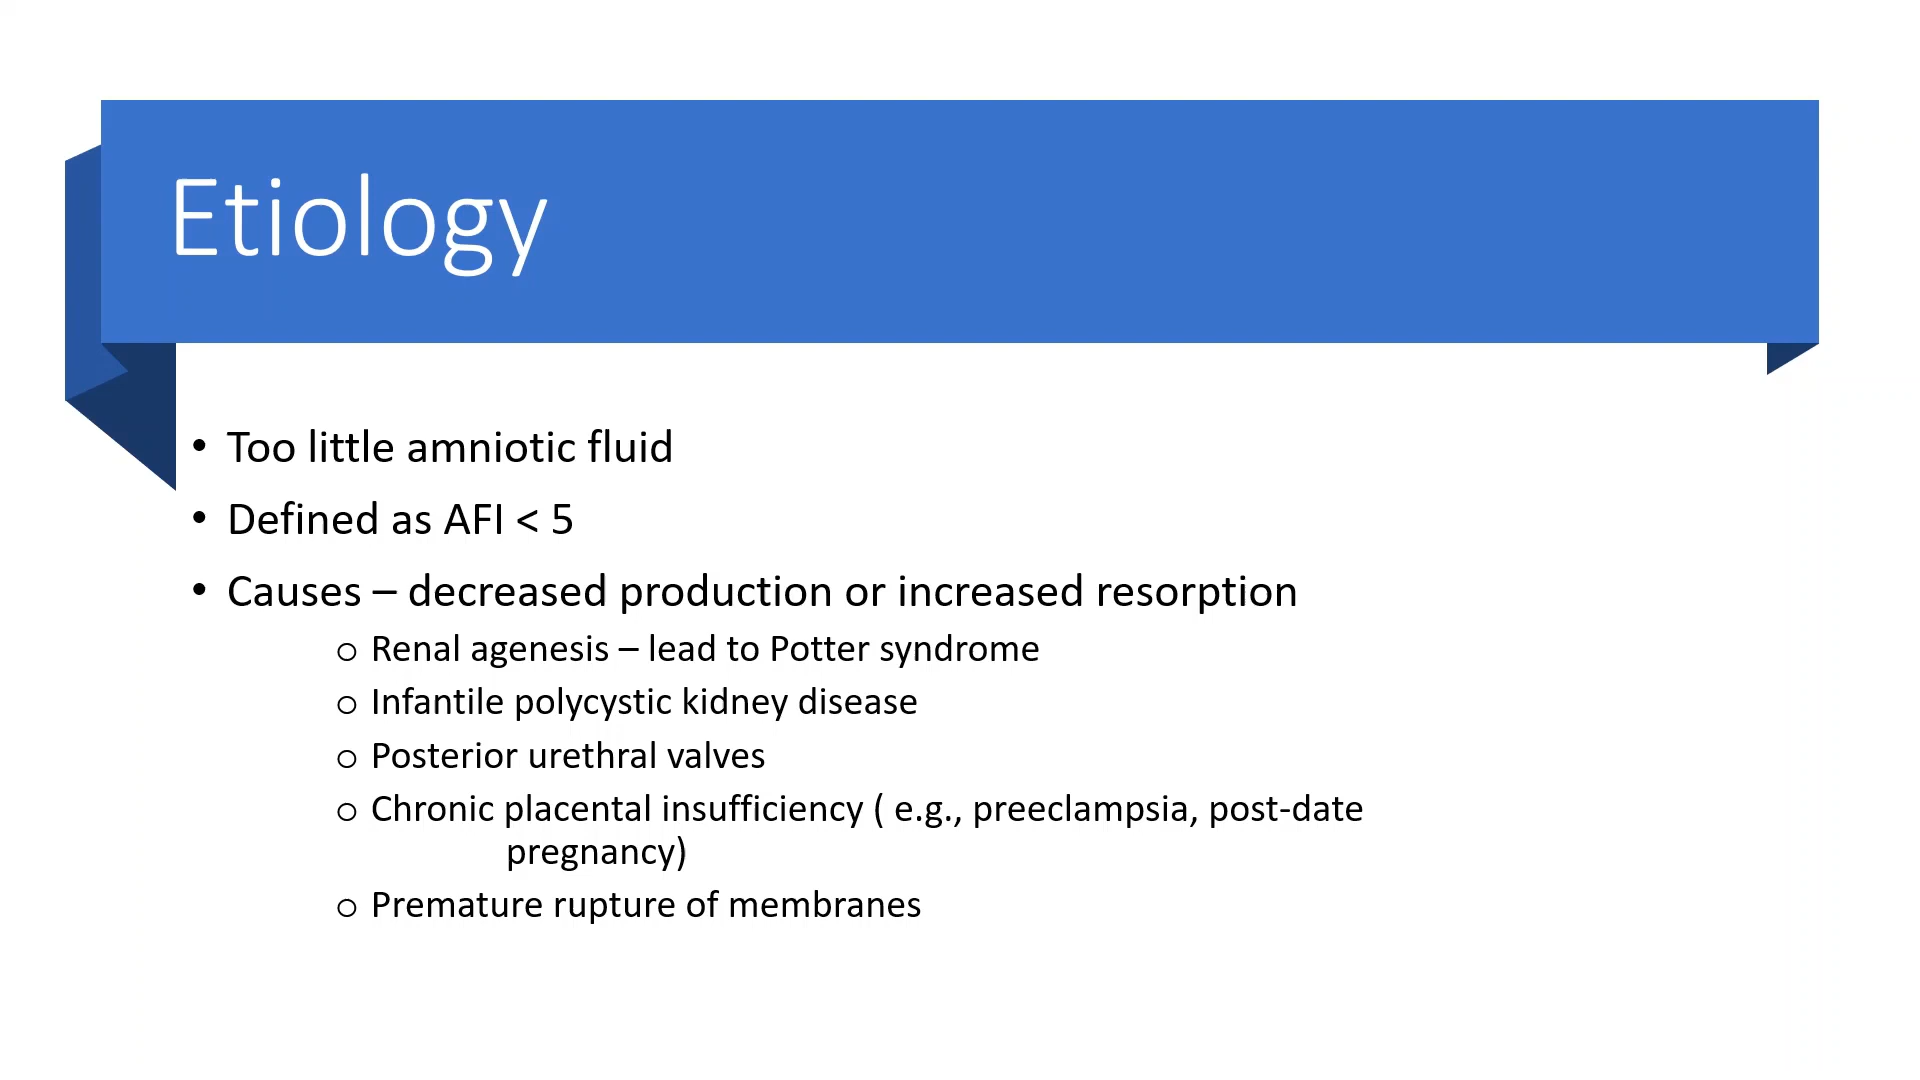 Etiology
• Too little amniotic fluid
• Defined as AFI < 5
• Causes – decreased production or increased resorption
o Renal agenesis – lead to Potter syndrome
o Infantile polycystic kidney disease
o Posterior urethral valves
o Chronic placental insufficiency ( e.g., preeclampsia, post-date
pregnancy)
o Premature rupture of membranes